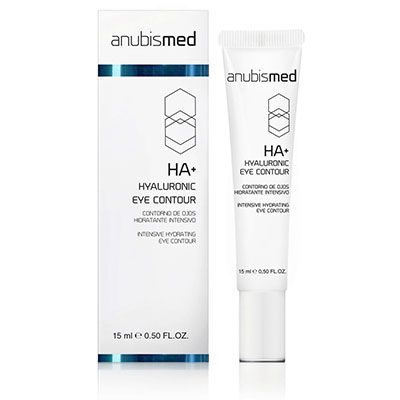 anubismed
HA+
HYALURONIC
EYE CONTOUR
CONTORNO DE OJOS
HIDRATANTE INTENSIVO
INTENSIVE HYDRATING
EYE CONTOUR
15 ml ℮ 0.50 FL.OZ.
anubismed
HA+
HYALURONIC
EYE CONTOUR
CONTORNO DE OJOS
HIDRATANTE INTENSIVO
INTENSIVE HYDRATING
EYE CONTOUR
15 ml ℮ 0,50 FL.OZ.